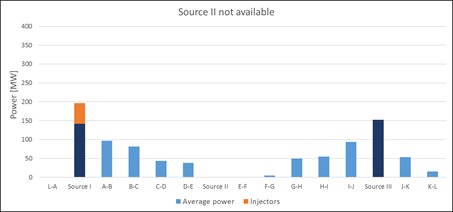 Source II not available
Power [MW]
400
350
300
250
200
150
100
50
0
L-A Source I A-B B-C C-D D-E Source II E-F F-G G-H H-I I-J Source III J-K K-L
Average power Injectors